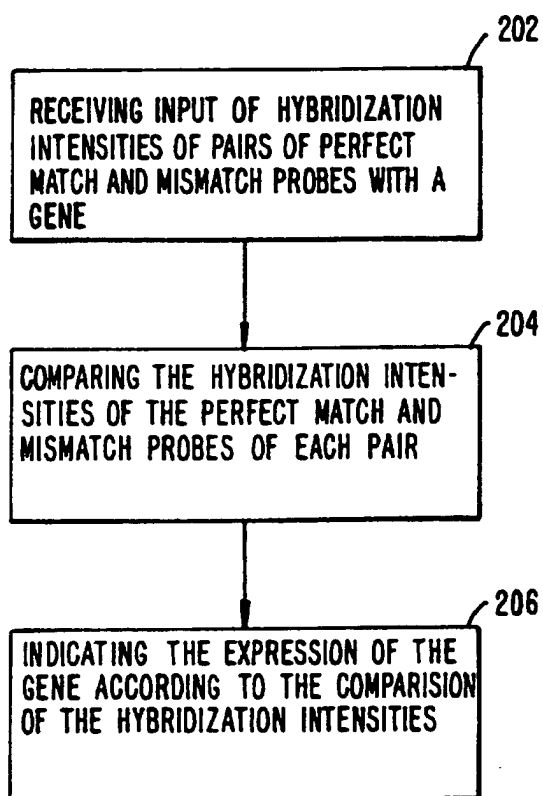 202
RECEIVING INPUT OF HYBRIDIZATION
INTENSITIES OF PAIRS OF PERFECT
MATCH AND MISMATCH PROBES WITH A
GENE
204
COMPARING THE HYBRIDIZATION INTEN-
SITIES OF THE PERFECT MATCH AND
MISMATCH PROBES OF EACH PAIR
206
INDICATING THE EXPRESSION OF THE
GENE ACCORDING TO THE COMPARISION
OF THE HYBRIDIZATION INTENSITIES